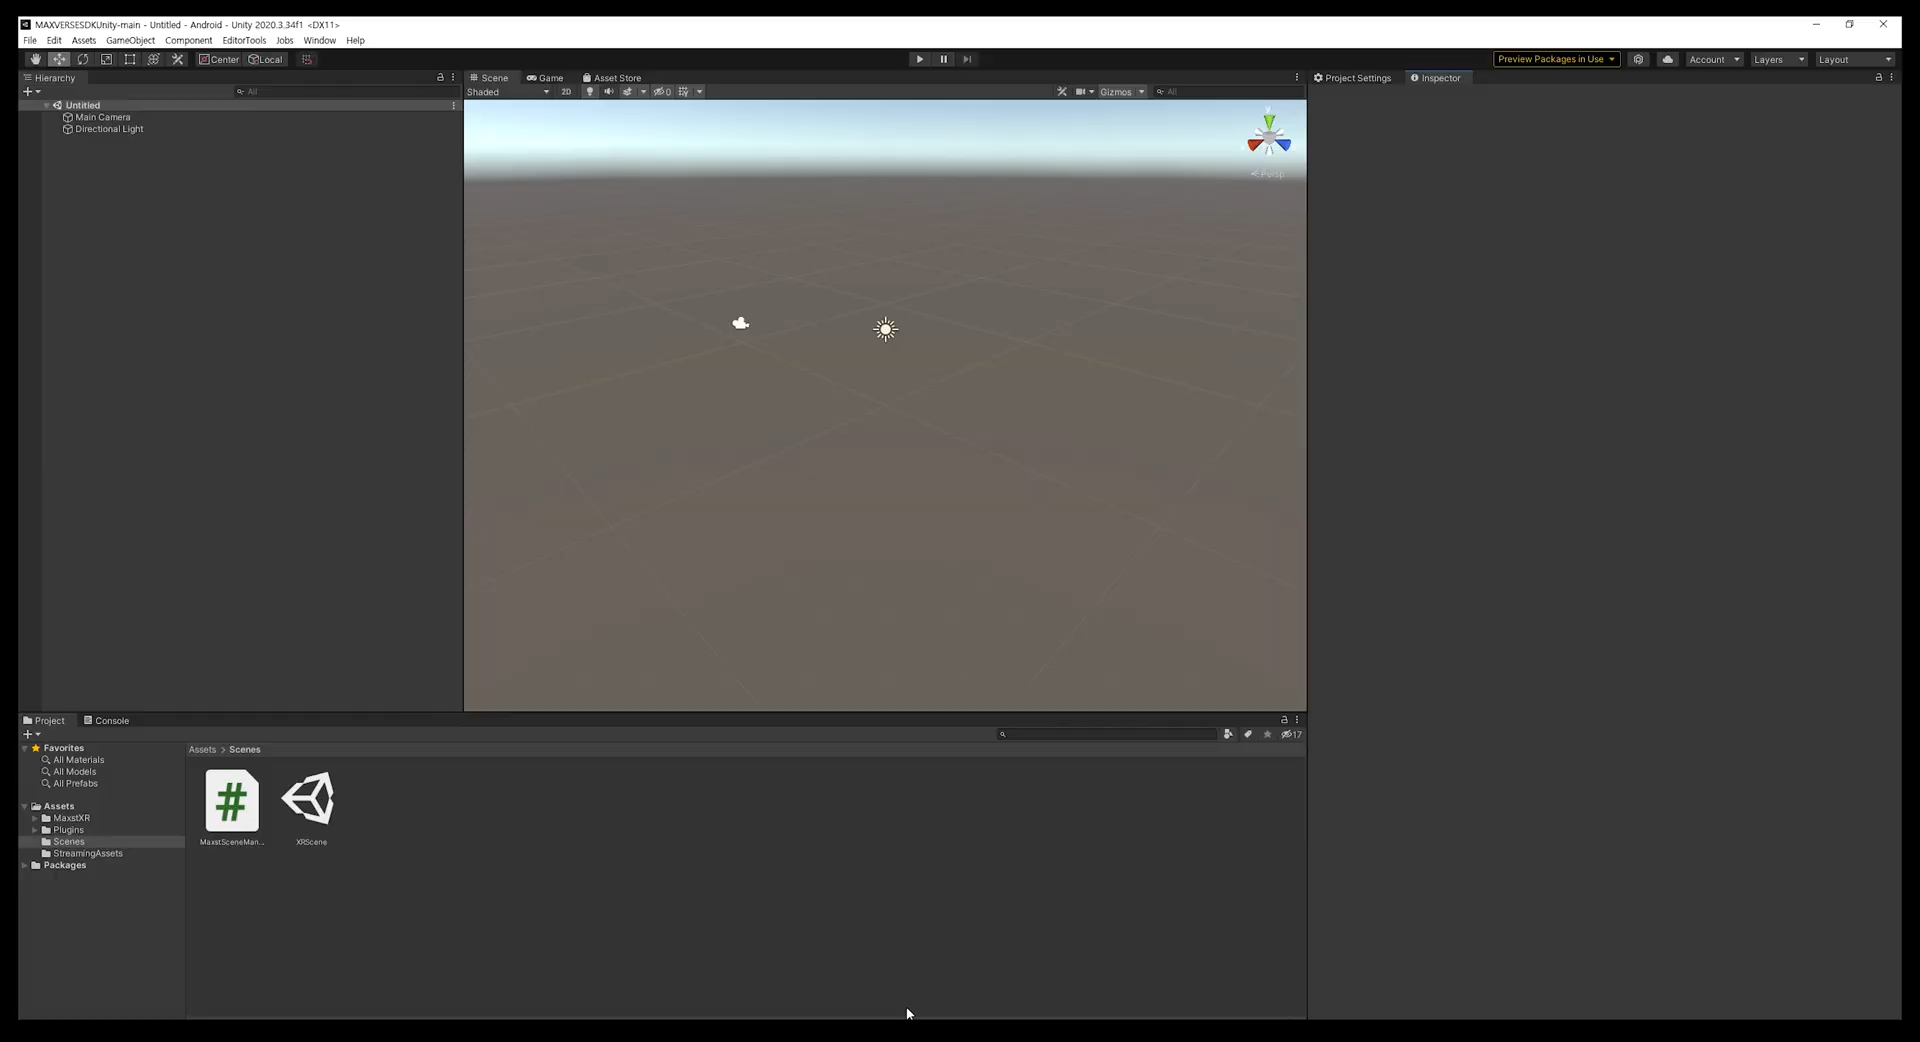 MAXVERSESDKUnity-main - Untitled - Android - Unity 2020.3.34f1 <DX11>
File Edit Assets GameObject Component EditorTools Jobs Window Help
Center Local Preview Packages in Use Account Layers Layout
Hierarchy Scene Game Asset Store Project Settings Inspector
All Shaded 2D 0 Gizmos All
Untitled
Main Camera
Directional Light
y
Persp
Project Console
17
Favorites Assets > Scenes
All Materials
All Models
All Prefabs
Assets
MaxstXR
Plugins
Scenes MaxstSceneMan... XRScene
StreamingAssets
Packages